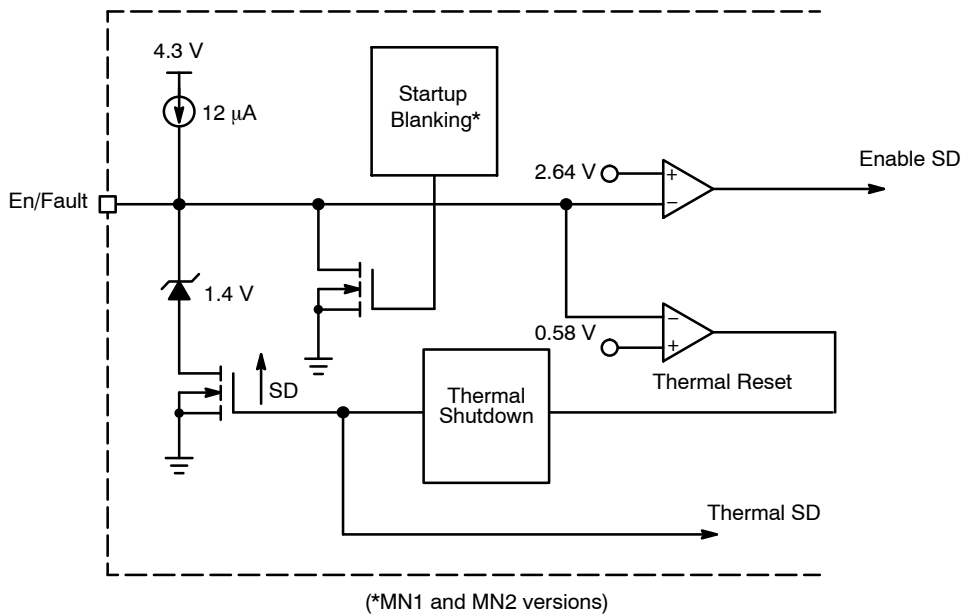 4.3 V
12 μA
Startup
Blanking*
En/Fault
2.64 V
+
−
Enable SD
1.4 V
SD
0.58 V
−
+
Thermal Reset
Thermal
Shutdown
Thermal SD
(*MN1 and MN2 versions)